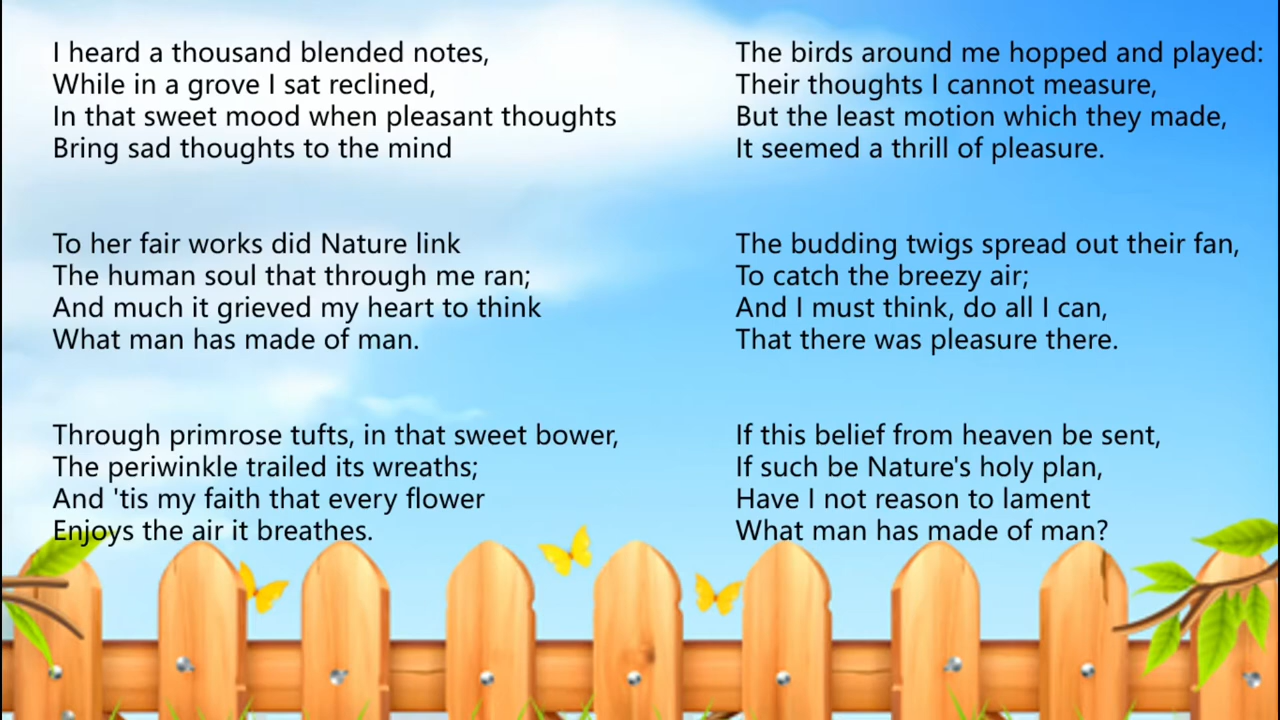 I heard a thousand blended notes,
While in a grove I sat reclined,
In that sweet mood when pleasant thoughts
Bring sad thoughts to the mind
To her fair works did Nature link
The human soul that through me ran;
And much it grieved my heart to think
What man has made of man.
Through primrose tufts, in that sweet bower,
The periwinkle trailed its wreaths;
And 'tis my faith that every flower
Enjoys the air it breathes.
The birds around me hopped and played:
Their thoughts I cannot measure,
But the least motion which they made,
It seemed a thrill of pleasure.
The budding twigs spread out their fan,
To catch the breezy air;
And I must think, do all I can,
That there was pleasure there.
If this belief from heaven be sent,
If such be Nature's holy plan,
Have I not reason to lament
What man has made of man?